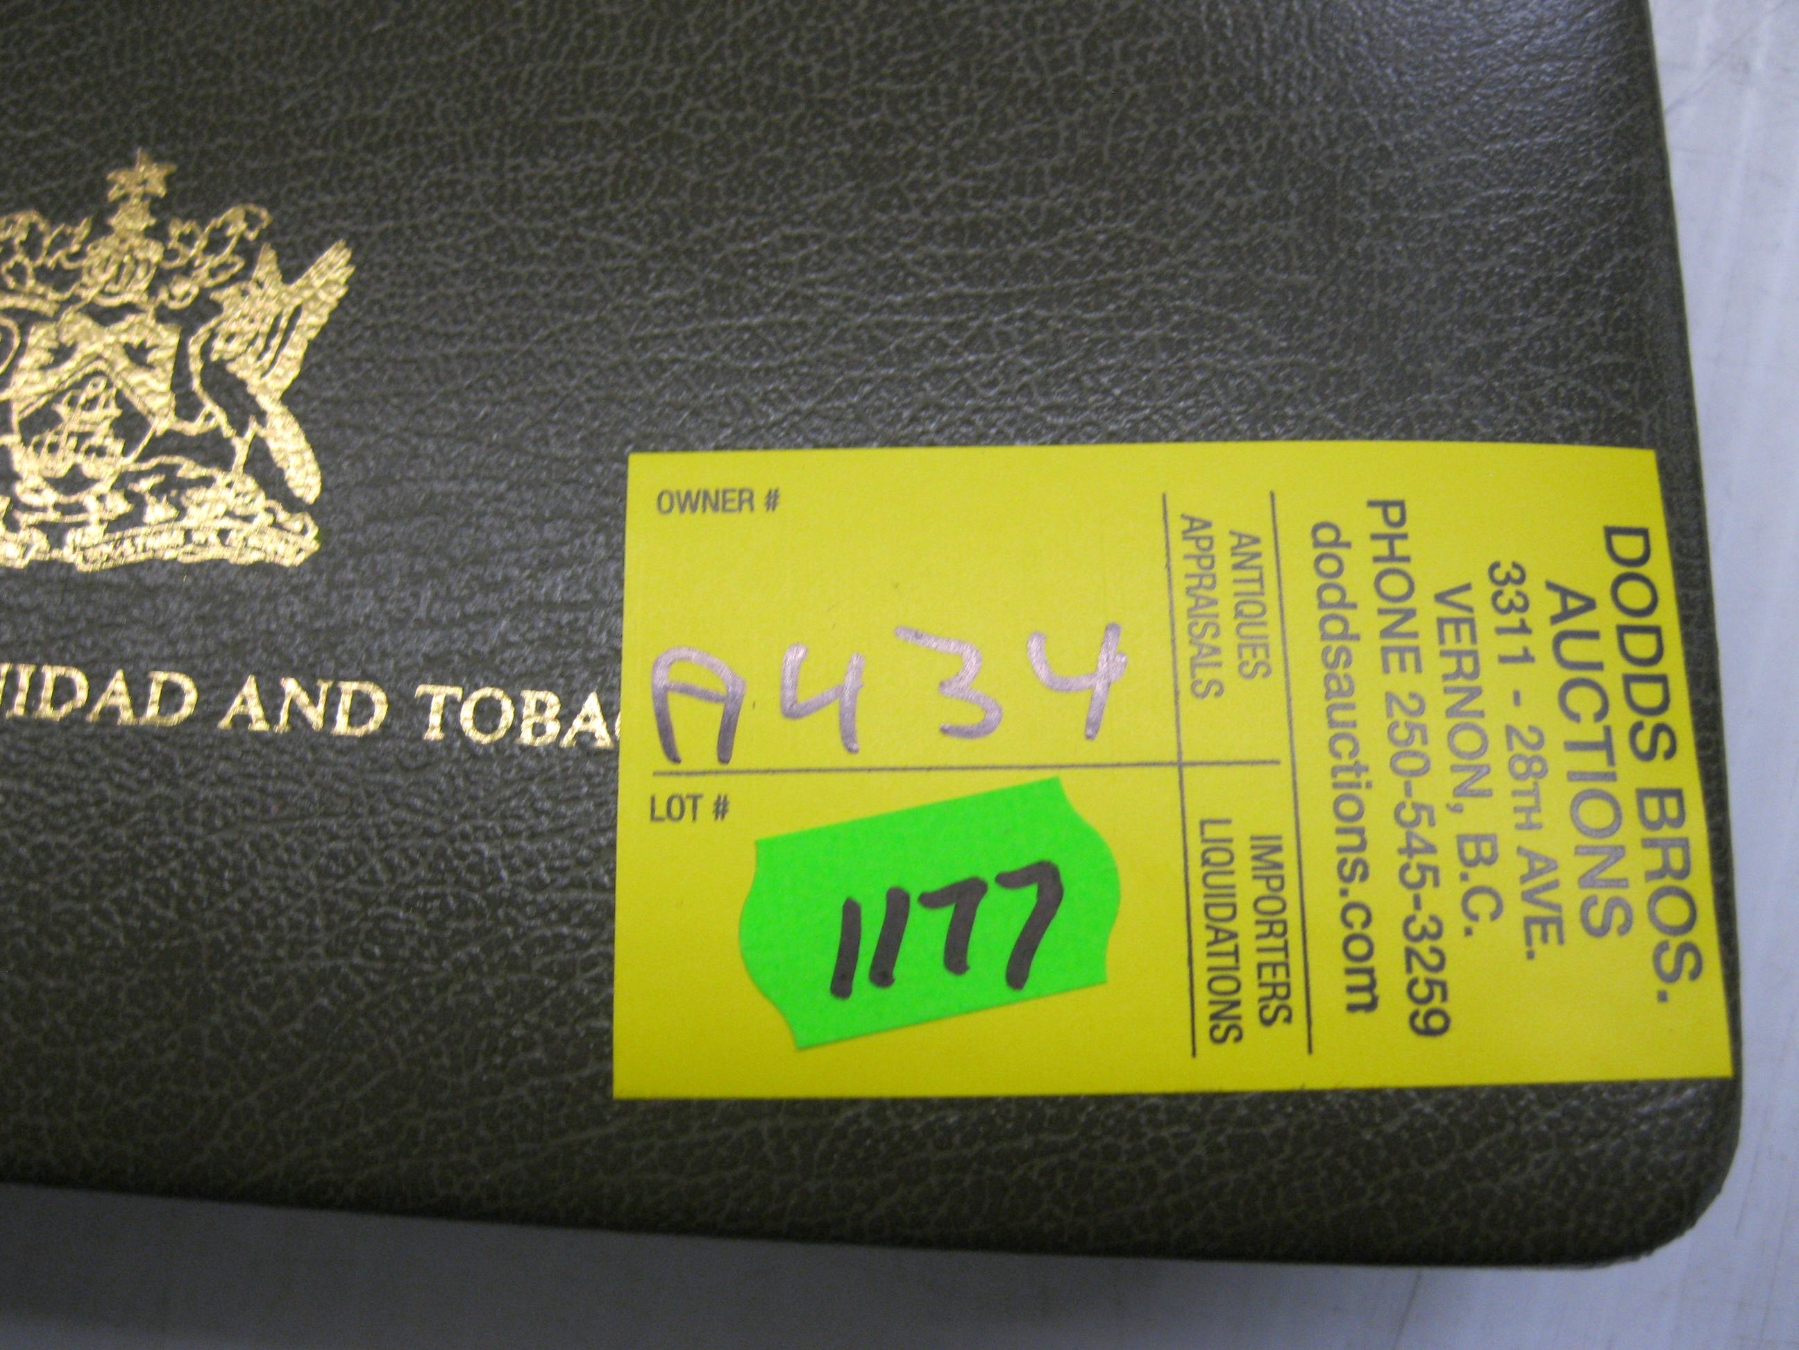 NIDAD AND TOBA
OWNER #
A434
LOT #
1177
ANTIQUES
APPRAISALS
IMPORTERS
LIQUIDATIONS
DODDS BROS.
AUCTIONS
3311 - 28TH AVE.
VERNON, B.C.
PHONE 250-545-3259
doddsauctions.com